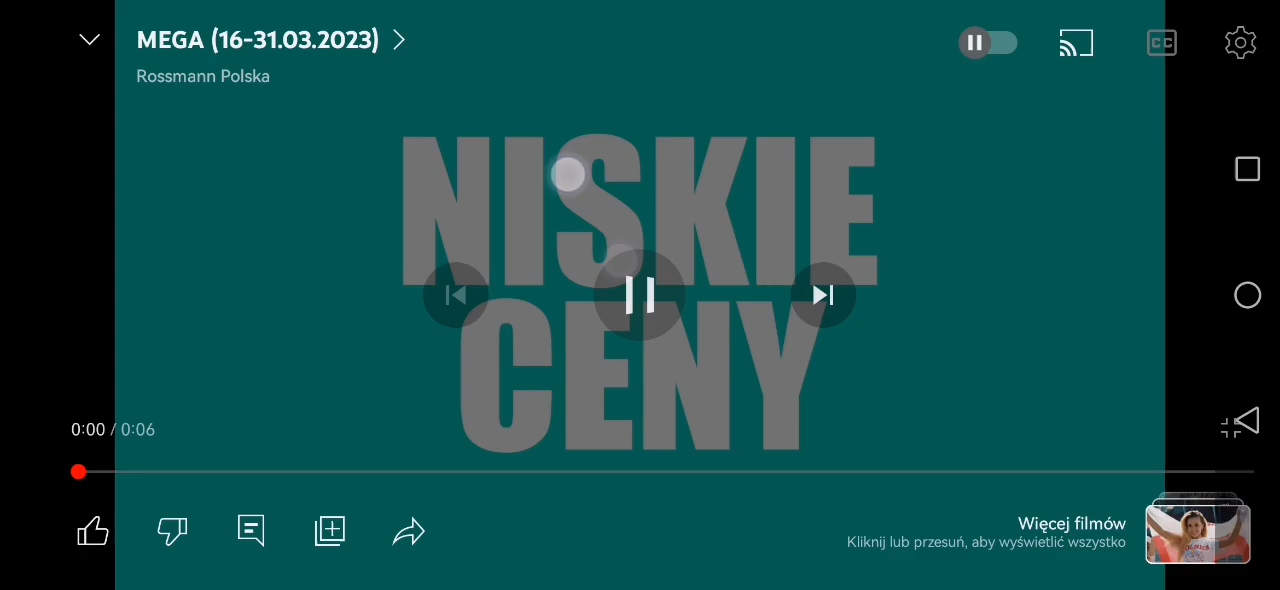 MEGA (16-31.03.2023)
Rossmann Polska
CC
NISKIE
CENY
0:00 / 0:06
Więcej filmów
Kliknij lub przesuń, aby wyświetlić wszystko